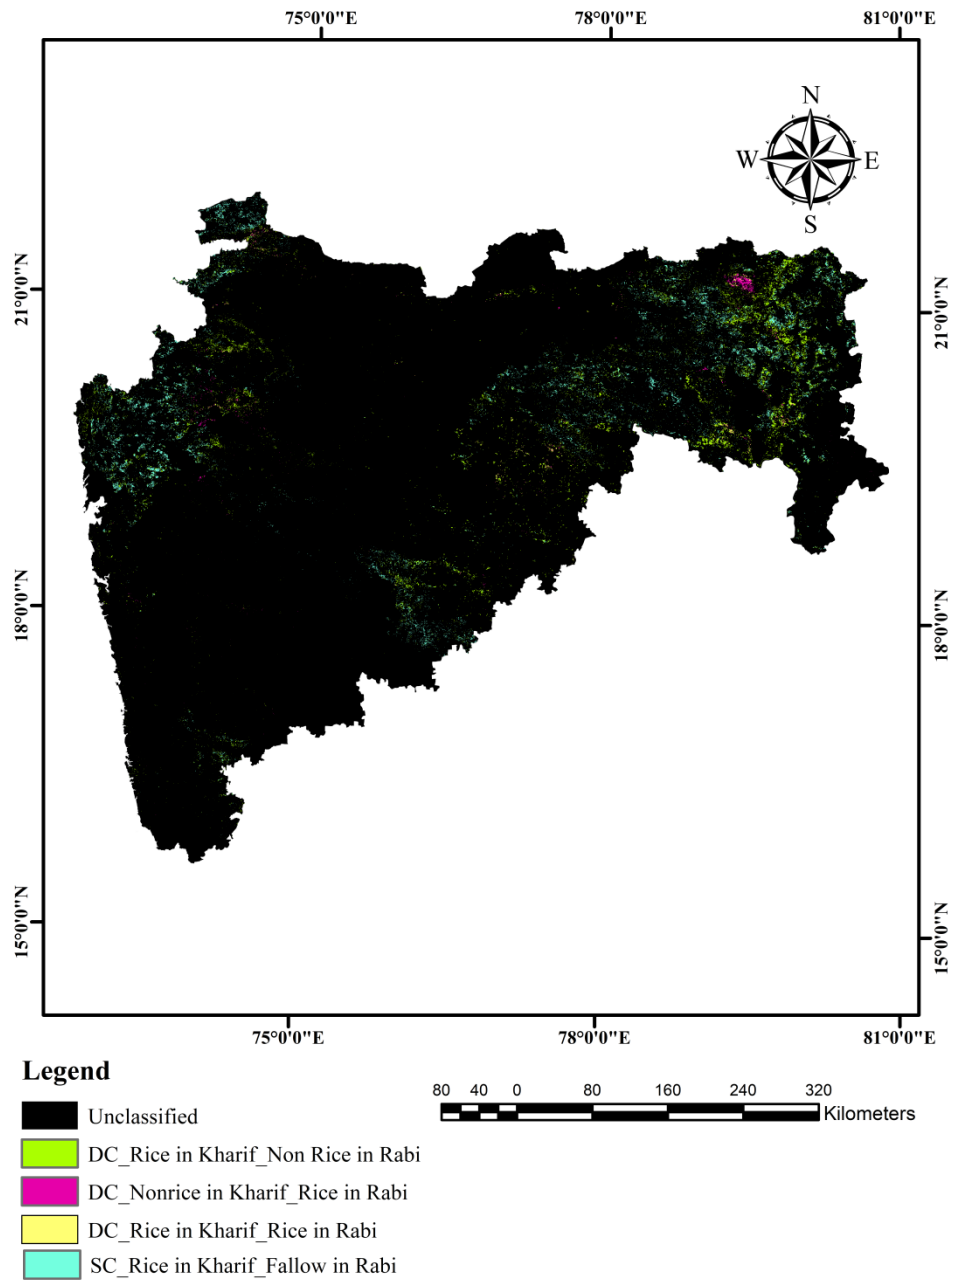 75°0'0"E 78°0'0"E 81°0'0"E
N
W E
S
21°0'0"N 21°0'0"N
18°0'0"N 18°0'0"N
15°0'0"N 15°0'0"N
75°0'0"E 78°0'0"E 81°0'0"E
Legend
80 40 0 80 160 240 320
Kilometers
Unclassified
DC_Rice in Kharif_Non Rice in Rabi
DC_Nonrice in Kharif_Rice in Rabi
DC_Rice in Kharif_Rice in Rabi
SC_Rice in Kharif_Fallow in Rabi